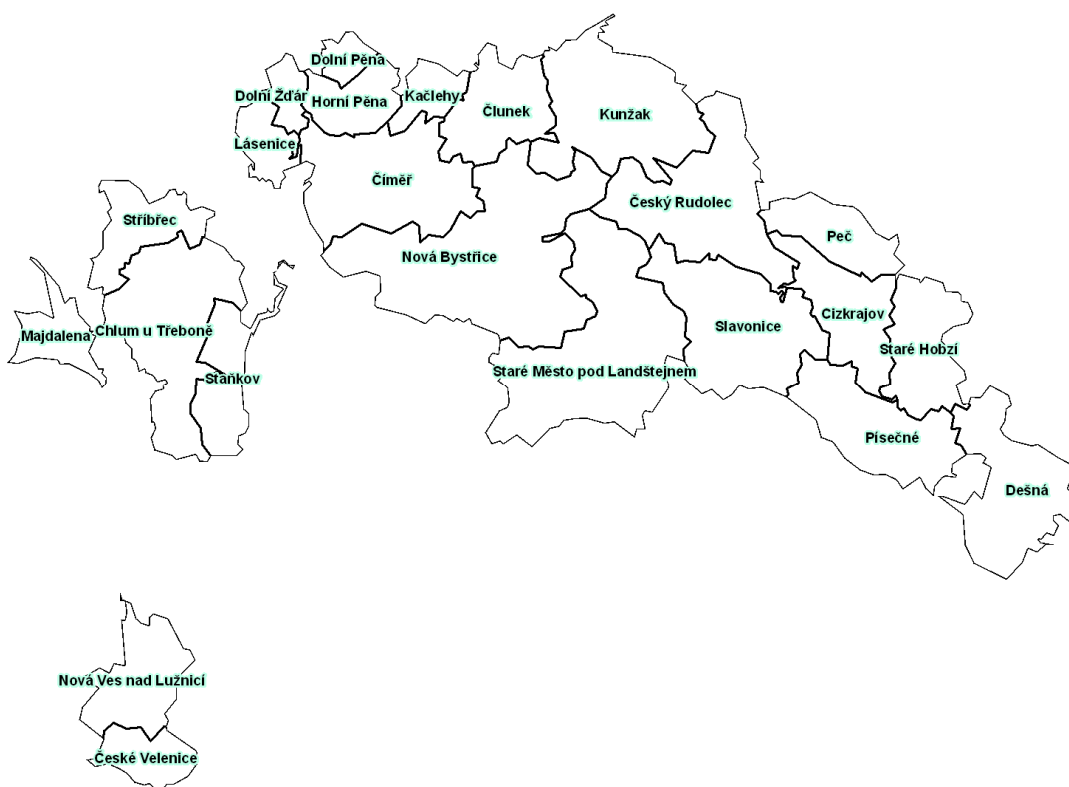 Dolní Pěna
Dolní Žďár
Horní Pěna
Kačlehy
Člunek
Kunžak
Lásenice
Číměř
Český Rudolec
Stříbřec
Peč
Nová Bystřice
Majdalena
Chlum u Třeboně
Slavonice
Cizkrajov
Staré Hobzí
Staňkov
Staré Město pod Landštejnem
Písečné
Dešná
Nová Ves nad Lužnicí
České Velenice